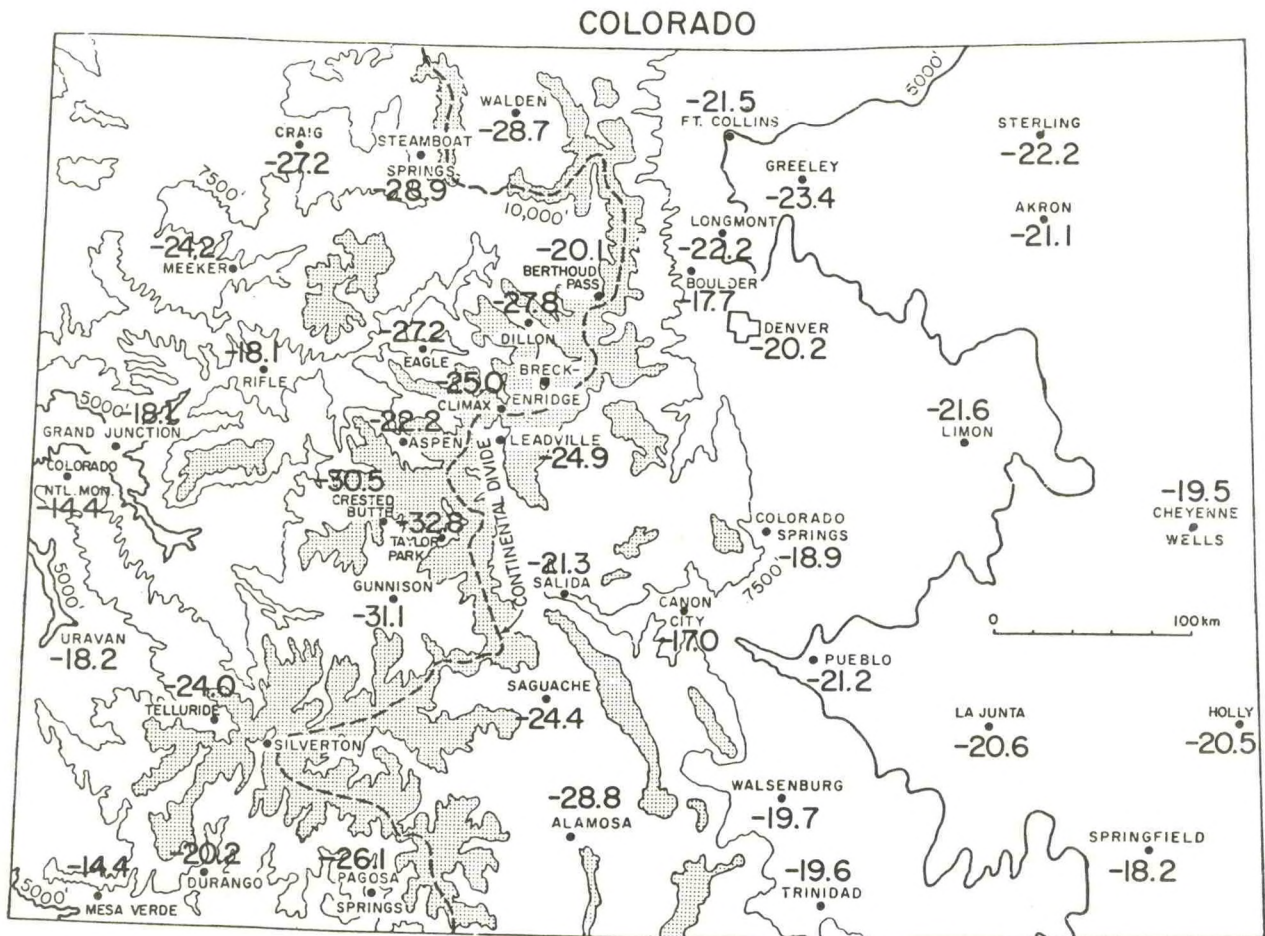 COLORADO
5000'
WALDEN
-28.7
-21.5
FT. COLLINS
STERLING
-22.2
CRAIG
-27.2
STEAMBOAT
SPRINGS
-28.9
GREELEY
-23.4
7500'
10,000'
AKRON
-21.1
LONGMONT
-22.2
-24.2
MEEKER
-20.1
BERTHOUD
PASS
BOULDER
-17.7
-27.8
DILLON
DENVER
-20.2
-27.2
EAGLE
-18.1
RIFLE
BRECK-
ENRIDGE
-25.0
CLIMAX
5000'
-18.1
GRAND JUNCTION
-22.2
ASPEN
LEADVILLE
-24.9
-21.6
LIMON
COLORADO
NTL. MON.
-14.4
-30.5
CRESTED
BUTTE
-32.8
TAYLOR
PARK
CONTINENTAL DIVIDE
-19.5
CHEYENNE
WELLS
COLORADO
SPRINGS
-18.9
7500'
5000'
GUNNISON
-31.1
-21.3
SALIDA
CANON
CITY
-17.0
0 100 km
URAVAN
-18.2
PUEBLO
-21.2
-24.0
TELLURIDE
SAGUACHE
-24.4
LA JUNTA
-20.6
HOLLY
-20.5
SILVERTON
WALSENBURG
-19.7
-28.8
ALAMOSA
SPRINGFIELD
-18.2
-14.4
MESA VERDE
5000'
-20.2
DURANGO
-26.1
PAGOSA
SPRINGS
-19.6
TRINIDAD